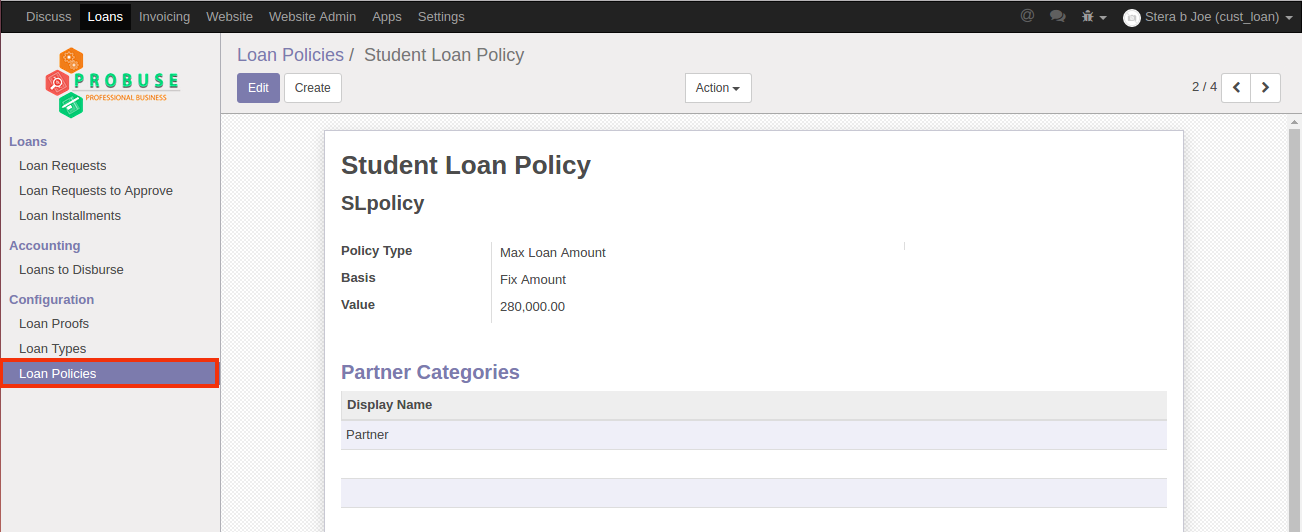 Discuss Loans Invoicing Website Website Admin Apps Settings @ Stera b Joe (cust_loan)
PROBUSE
PROFESSIONAL BUSINESS
Loans
Loan Requests
Loan Requests to Approve
Loan Installments
Accounting
Loans to Disburse
Configuration
Loan Proofs
Loan Types
Loan Policies
Loan Policies / Student Loan Policy
Edit Create Action 2 / 4
Student Loan Policy
SLpolicy
Policy Type Max Loan Amount
Basis Fix Amount
Value 280,000.00
Partner Categories
Display Name
Partner